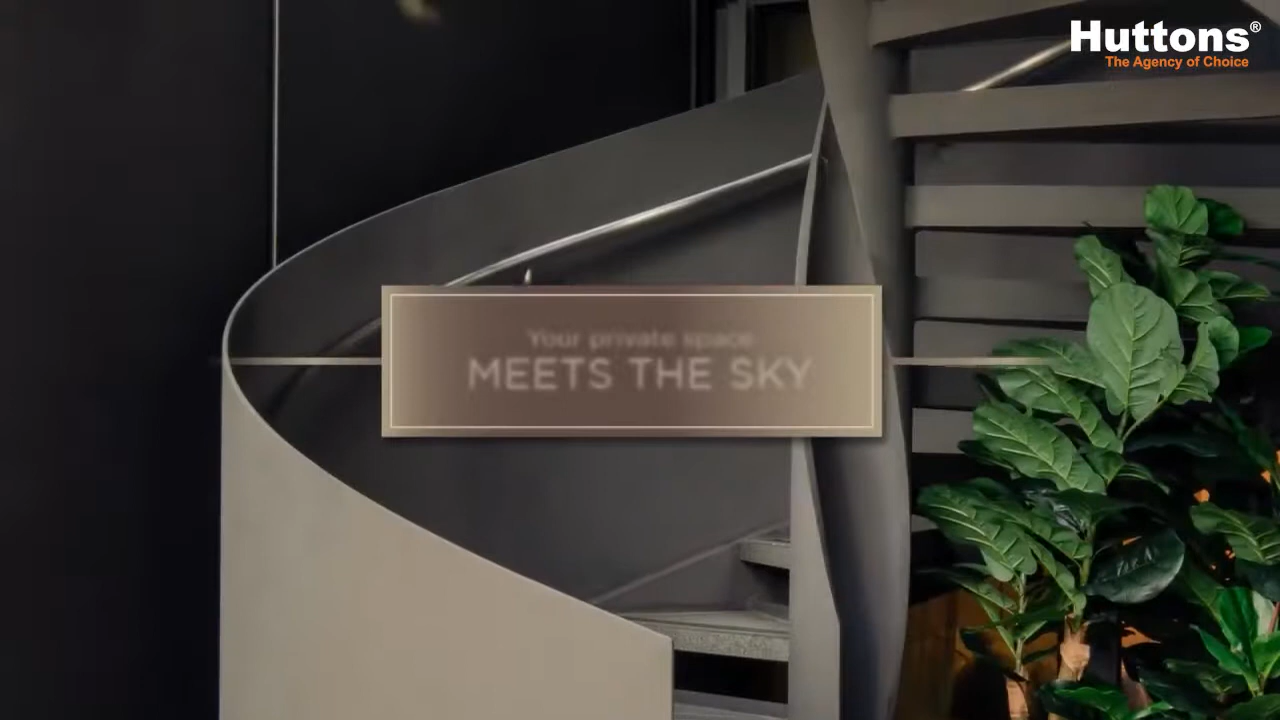 Huttons®
The Agency of Choice
Your private space
MEETS THE SKY